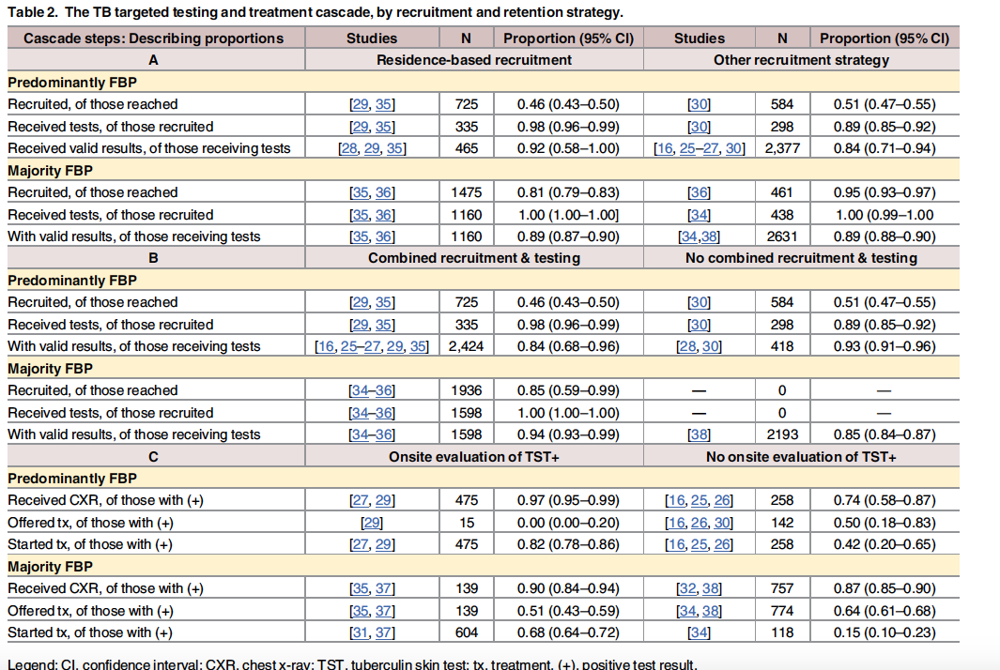 Table 2. The TB targeted testing and treatment cascade, by recruitment and retention strategy.
Cascade steps: Describing proportions Studies N Proportion (95% CI) Studies N Proportion (95% CI)
A Residence-based recruitment Other recruitment strategy
Predominantly FBP
Recruited, of those reached [29, 35] 725 0.46 (0.43–0.50) [30] 584 0.51 (0.47–0.55)
Received tests, of those recruited [29, 35] 335 0.98 (0.96–0.99) [30] 298 0.89 (0.85–0.92)
Received valid results, of those receiving tests [28, 29, 35] 465 0.92 (0.58–1.00) [16, 25–27, 30] 2,377 0.84 (0.71–0.94)
Majority FBP
Recruited, of those reached [35, 36] 1475 0.81 (0.79–0.83) [36] 461 0.95 (0.93–0.97)
Received tests, of those recruited [35, 36] 1160 1.00 (1.00–1.00] [34] 438 1.00 (0.99–1.00
With valid results, of those receiving tests [35, 36] 1160 0.89 (0.87–0.90) [34,38] 2631 0.89 (0.88–0.90)
B Combined recruitment & testing No combined recruitment & testing
Predominantly FBP
Recruited, of those reached [29, 35] 725 0.46 (0.43–0.50) [30] 584 0.51 (0.47–0.55)
Received tests, of those recruited [29, 35] 335 0.98 (0.96–0.99) [30] 298 0.89 (0.85–0.92)
With valid results, of those receiving tests [16, 25–27, 29, 35] 2,424 0.84 (0.68–0.96) [28, 30] 418 0.93 (0.91–0.96)
Majority FBP
Recruited, of those reached [34–36] 1936 0.85 (0.59–0.99) — 0 —
Received tests, of those recruited [34–36] 1598 1.00 (1.00–1.00) — 0 —
With valid results, of those receiving tests [34–36] 1598 0.94 (0.93–0.99) [38] 2193 0.85 (0.84–0.87)
C Onsite evaluation of TST+ No onsite evaluation of TST+
Predominantly FBP
Received CXR, of those with (+) [27, 29] 475 0.97 (0.95–0.99) [16, 25, 26] 258 0.74 (0.58–0.87)
Offered tx, of those with (+) [29] 15 0.00 (0.00–0.20) [16, 26, 30] 142 0.50 (0.18–0.83)
Started tx, of those with (+) [27, 29] 475 0.82 (0.78–0.86) [16, 25, 26] 258 0.42 (0.20–0.65)
Majority FBP
Received CXR, of those with (+) [35, 37] 139 0.90 (0.84–0.94) [32, 38] 757 0.87 (0.85–0.90)
Offered tx, of those with (+) [35, 37] 139 0.51 (0.43–0.59) [34, 38] 774 0.64 (0.61–0.68)
Started tx, of those with (+) [31, 37] 604 0.68 (0.64–0.72) [34] 118 0.15 (0.10–0.23)
Legend: CI, confidence interval; CXR, chest x-ray; TST, tuberculin skin test; tx, treatment, (+), positive test result.